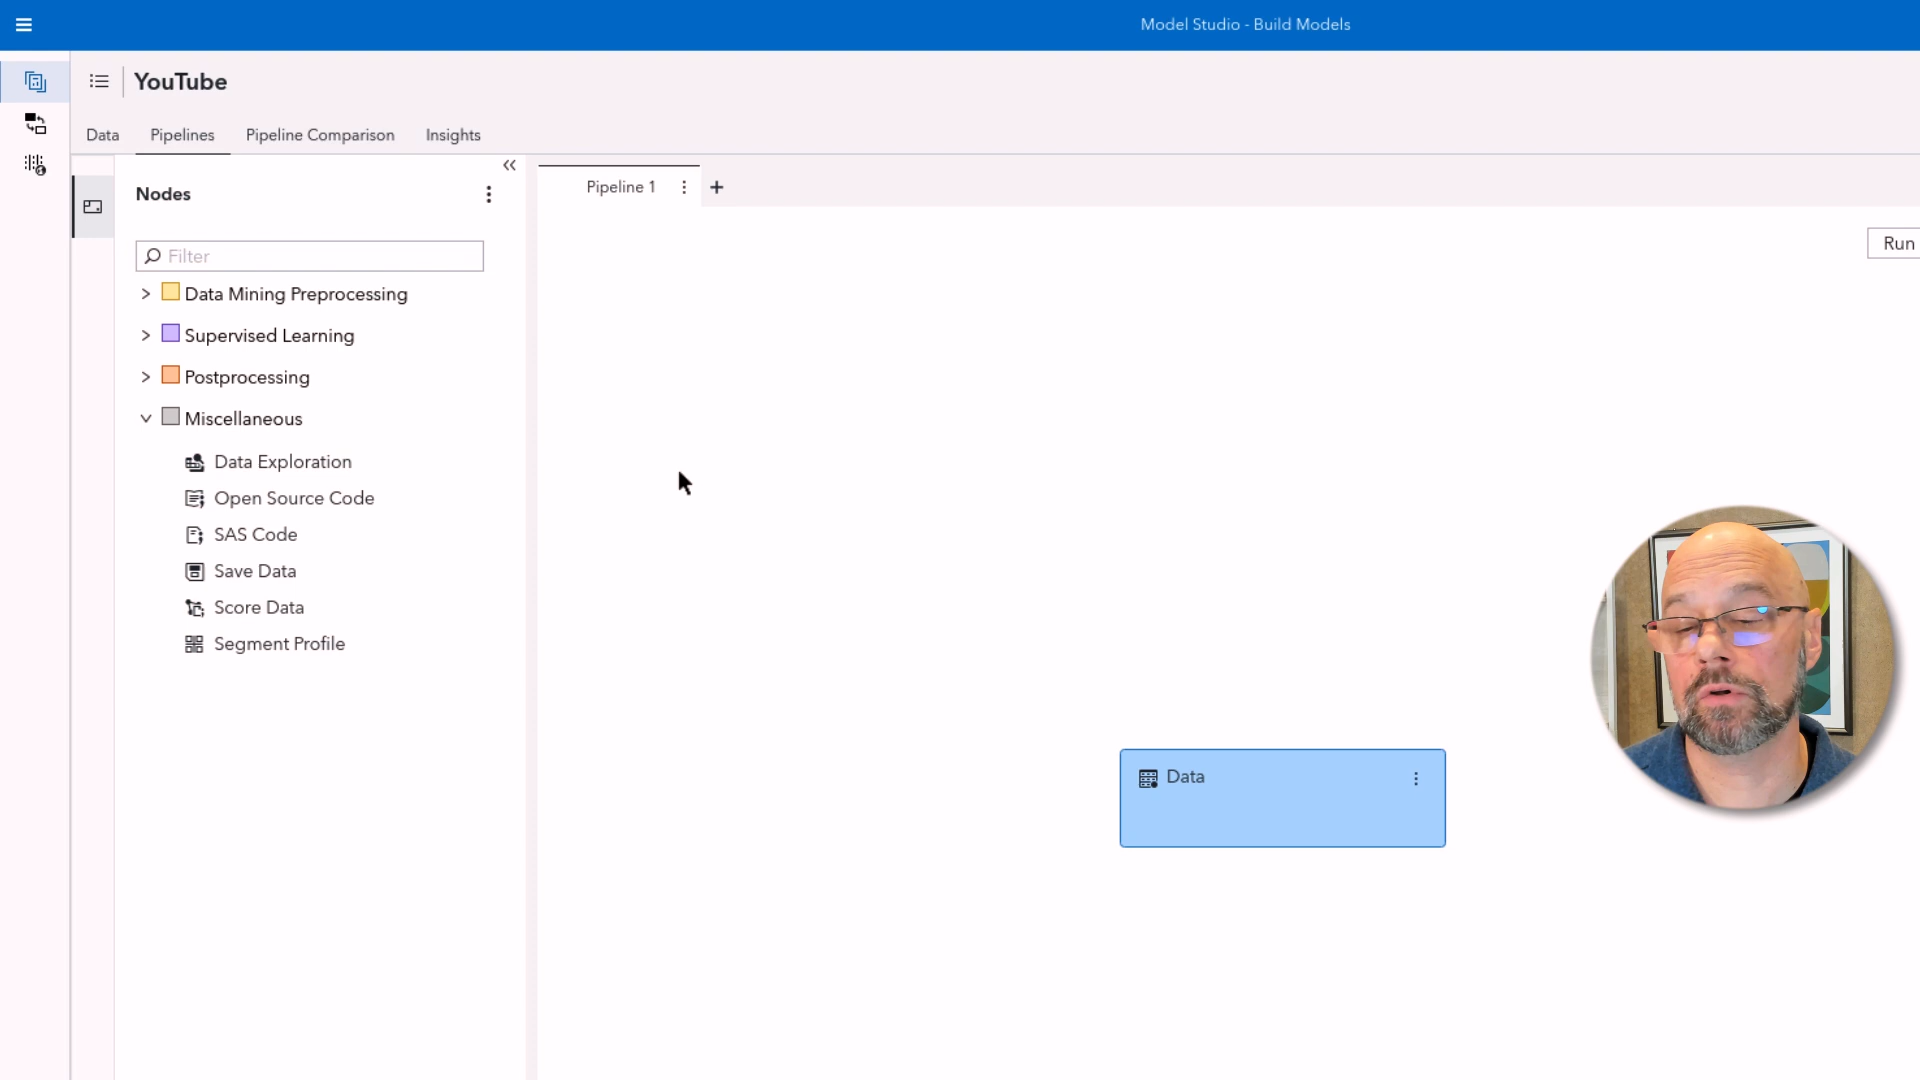 Model Studio - Build Models
YouTube
Data
Pipelines
Pipeline Comparison
Insights
Nodes
Pipeline 1
Filter
Run
Data Mining Preprocessing
Supervised Learning
Postprocessing
Miscellaneous
Data Exploration
Open Source Code
SAS Code
Save Data
Score Data
Segment Profile
Data